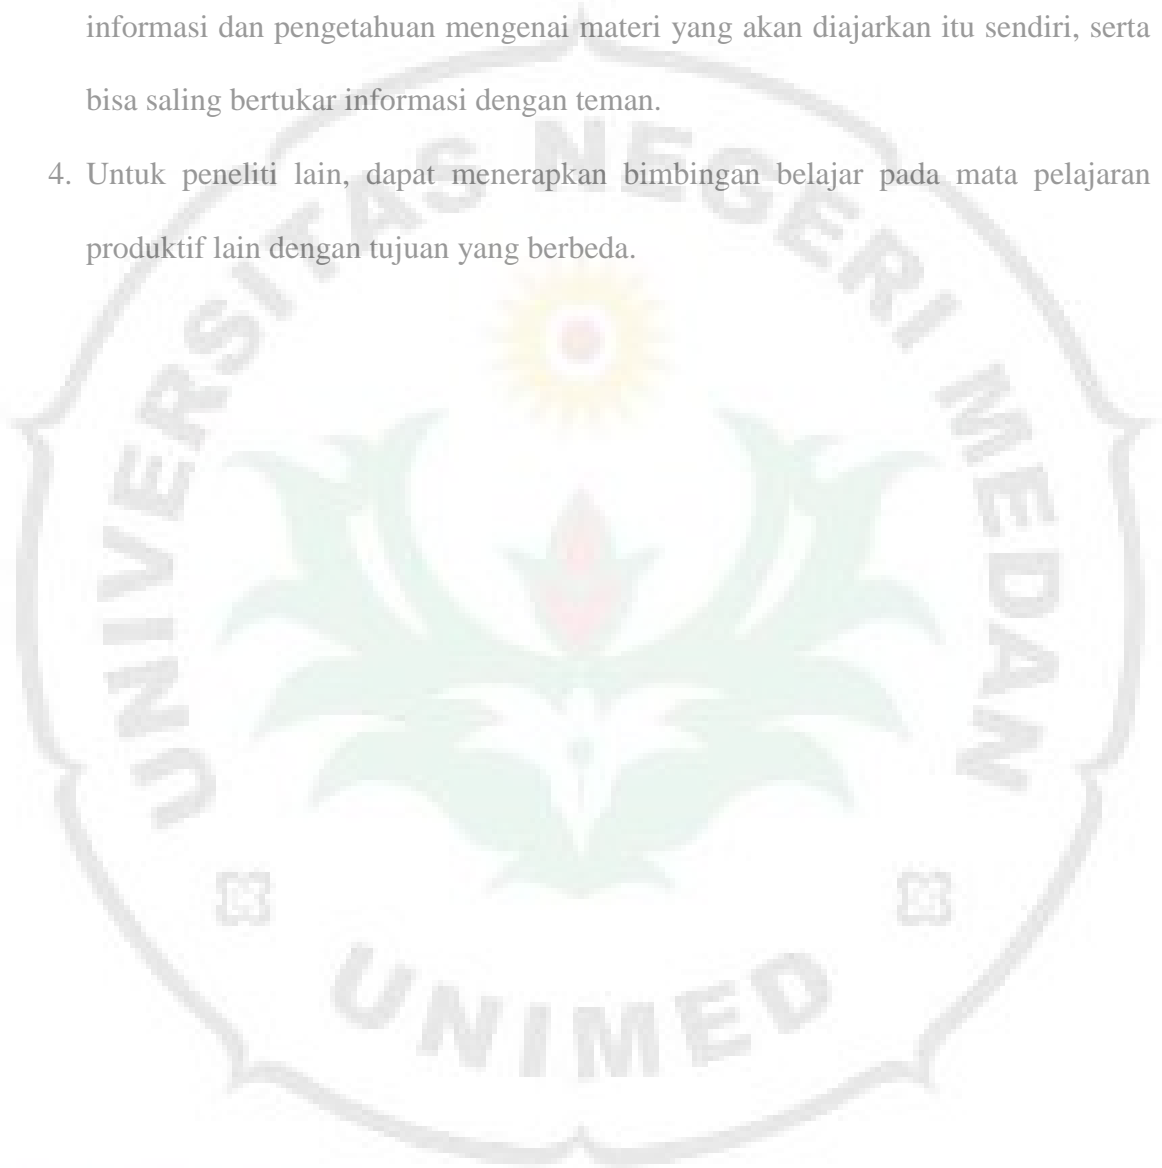 informasi dan pengetahuan mengenai materi yang akan diajarkan itu sendiri, serta
bisa saling bertukar informasi dengan teman.
4. Untuk peneliti lain, dapat menerapkan bimbingan belajar pada mata pelajaran
produktif lain dengan tujuan yang berbeda.
UNIVERSITAS NEGERI MEDAN
UNIMED